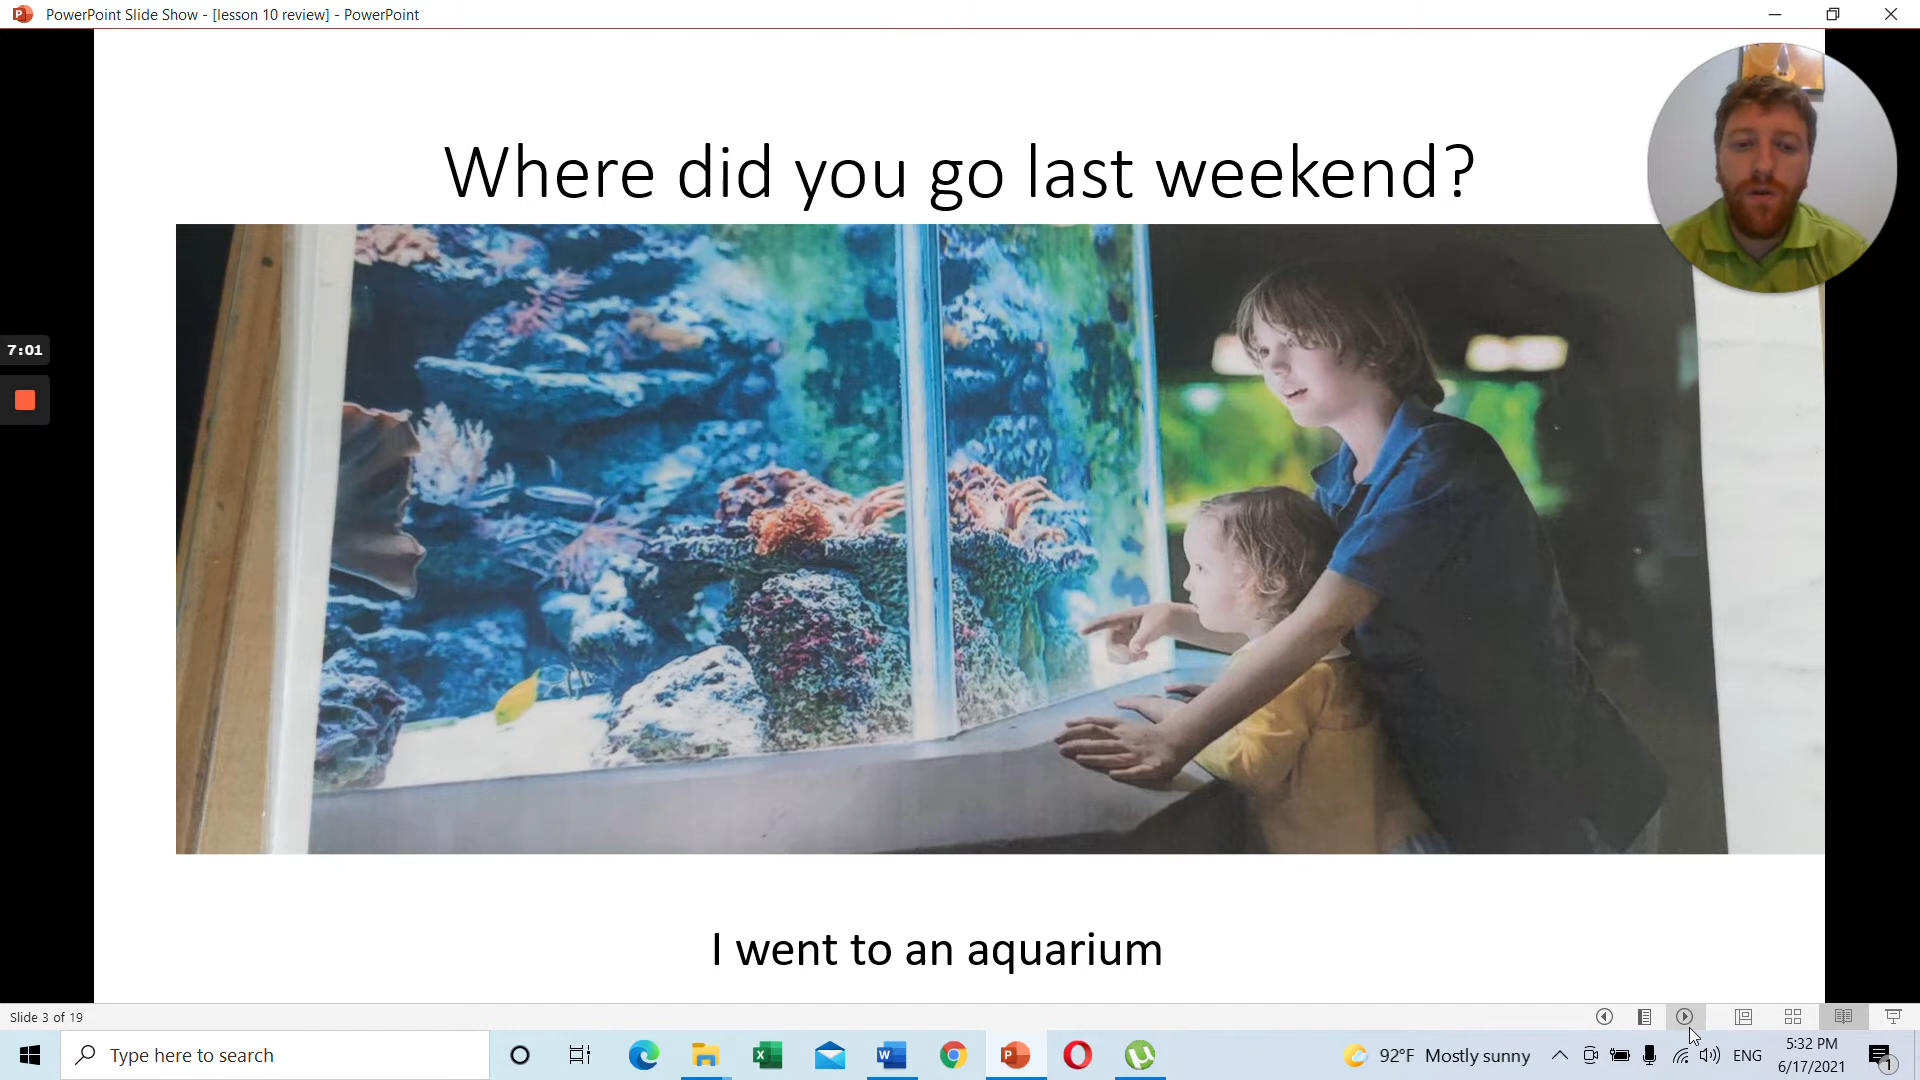 PowerPoint Slide Show - [lesson 10 review] - PowerPoint
Where did you go last weekend?
7:01
I went to an aquarium
Slide 3 of 19
Type here to search
92°F Mostly sunny
ENG
5:32 PM
6/17/2021
1